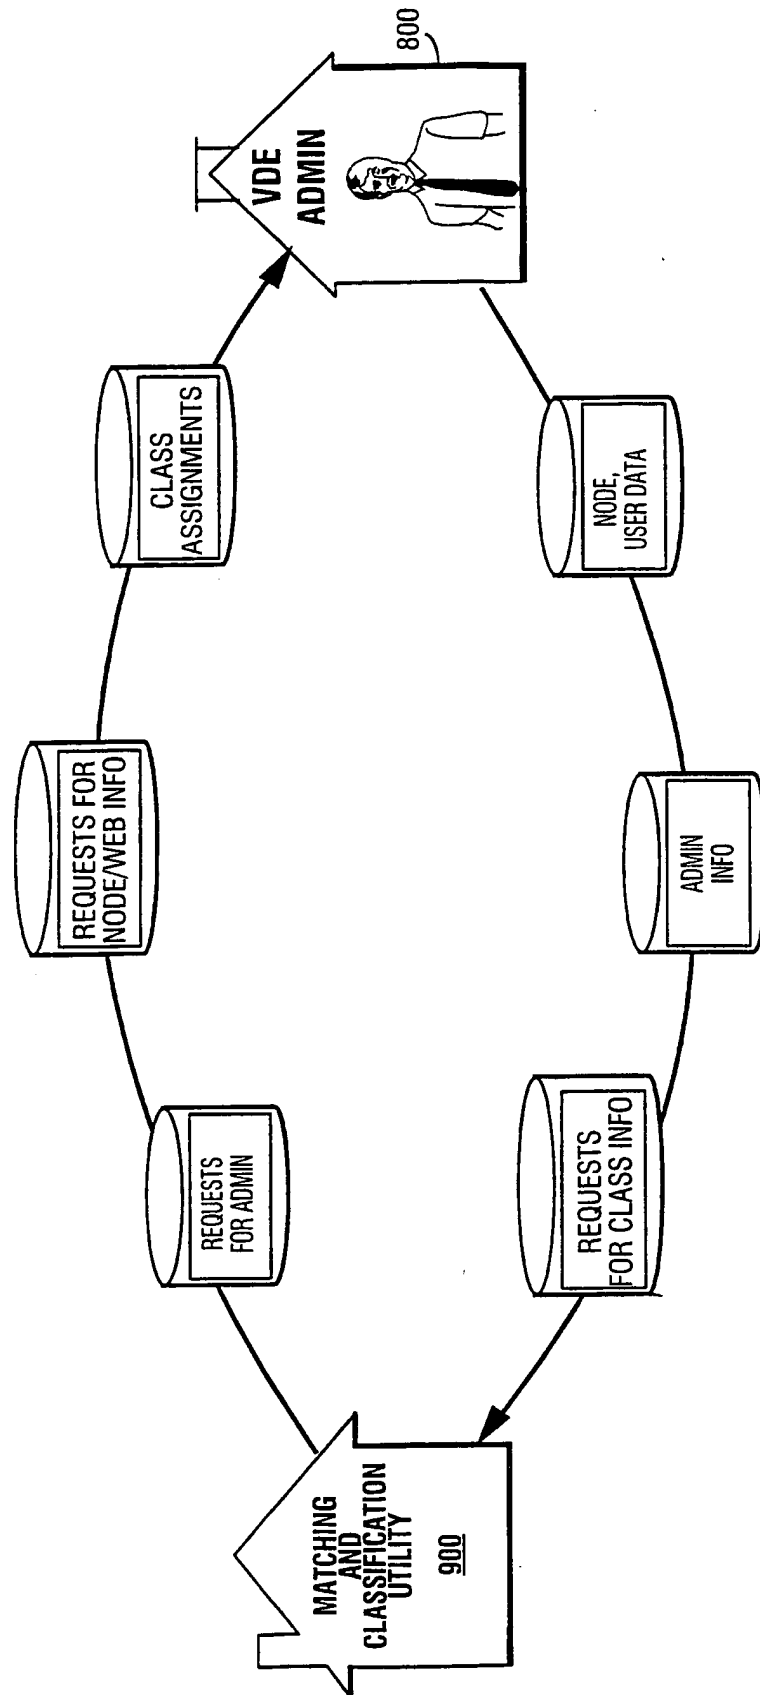 MATCHING
AND
CLASSIFICATION
UTILITY
900
REQUESTS
FOR ADMIN
REQUESTS FOR
NODE/WEB INFO
CLASS
ASSIGNMENTS
VDE
ADMIN
800
NODE,
USER DATA
ADMIN
INFO
REQUESTS
FOR CLASS INFO